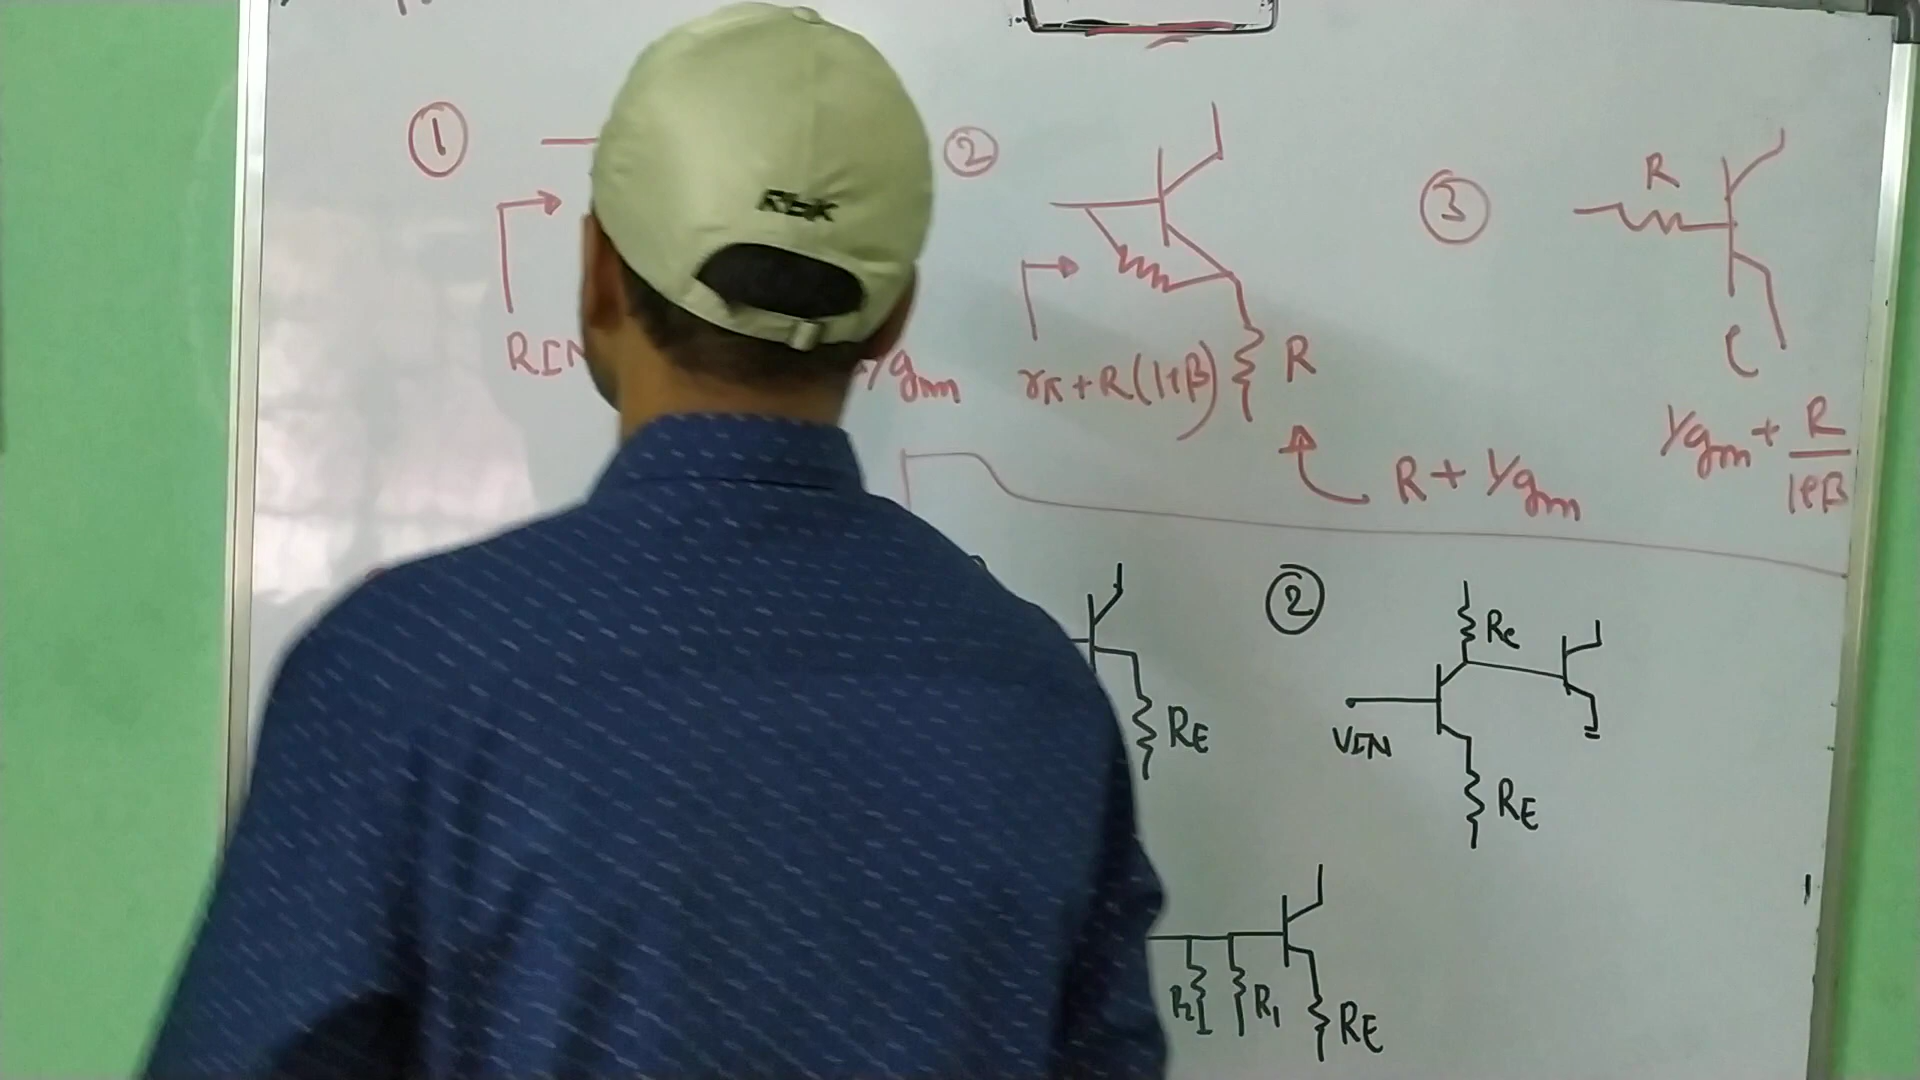 ①
②
③
R
RIN
1/gm
rπ+R(1+β)
R
R + 1/gm
1/gm + R/1+β
②
Rc
RE
VIN
RE
R2
R1
RE